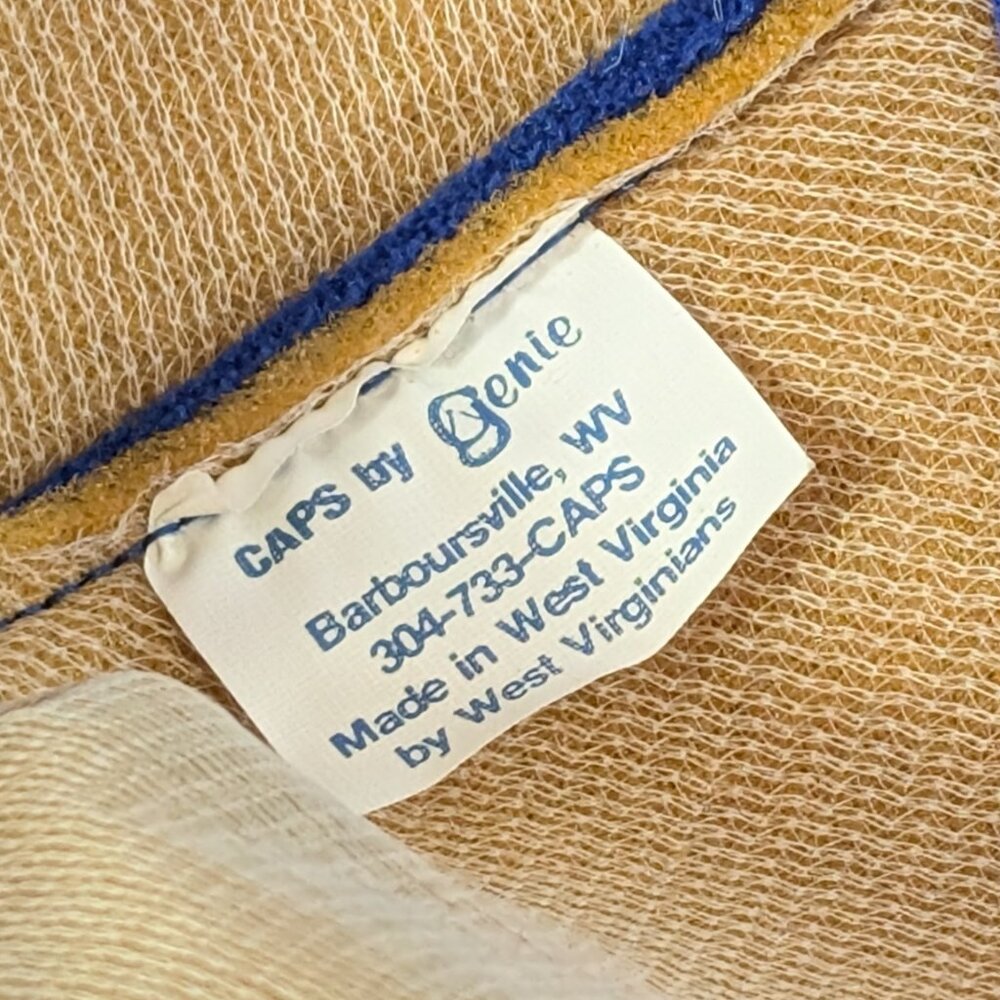 CAPS by Genie
Barboursville, WV
304-733-CAPS
Made in West Virginia
by West Virginians